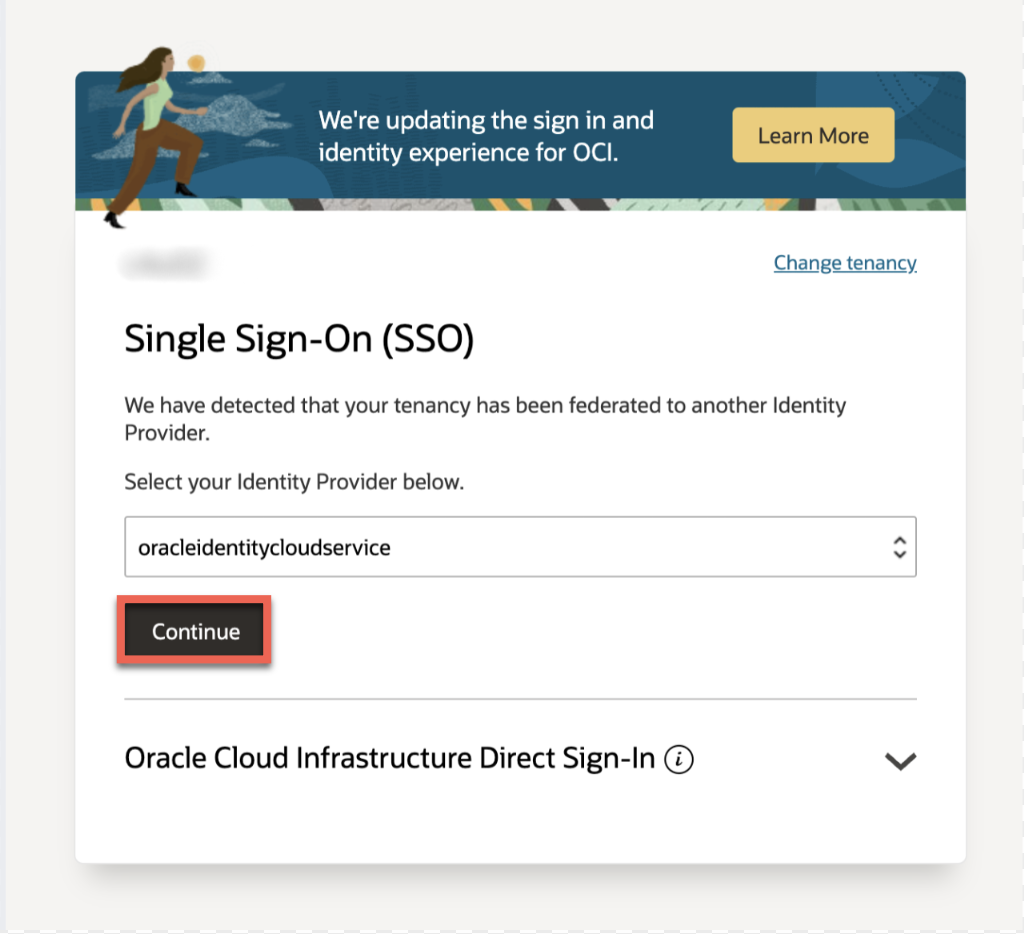 We're updating the sign in and
identity experience for OCI.
Learn More
Change tenancy
Single Sign-On (SSO)
We have detected that your tenancy has been federated to another Identity
Provider.
Select your Identity Provider below.
oracleidentitycloudservice
Continue
Oracle Cloud Infrastructure Direct Sign-In i